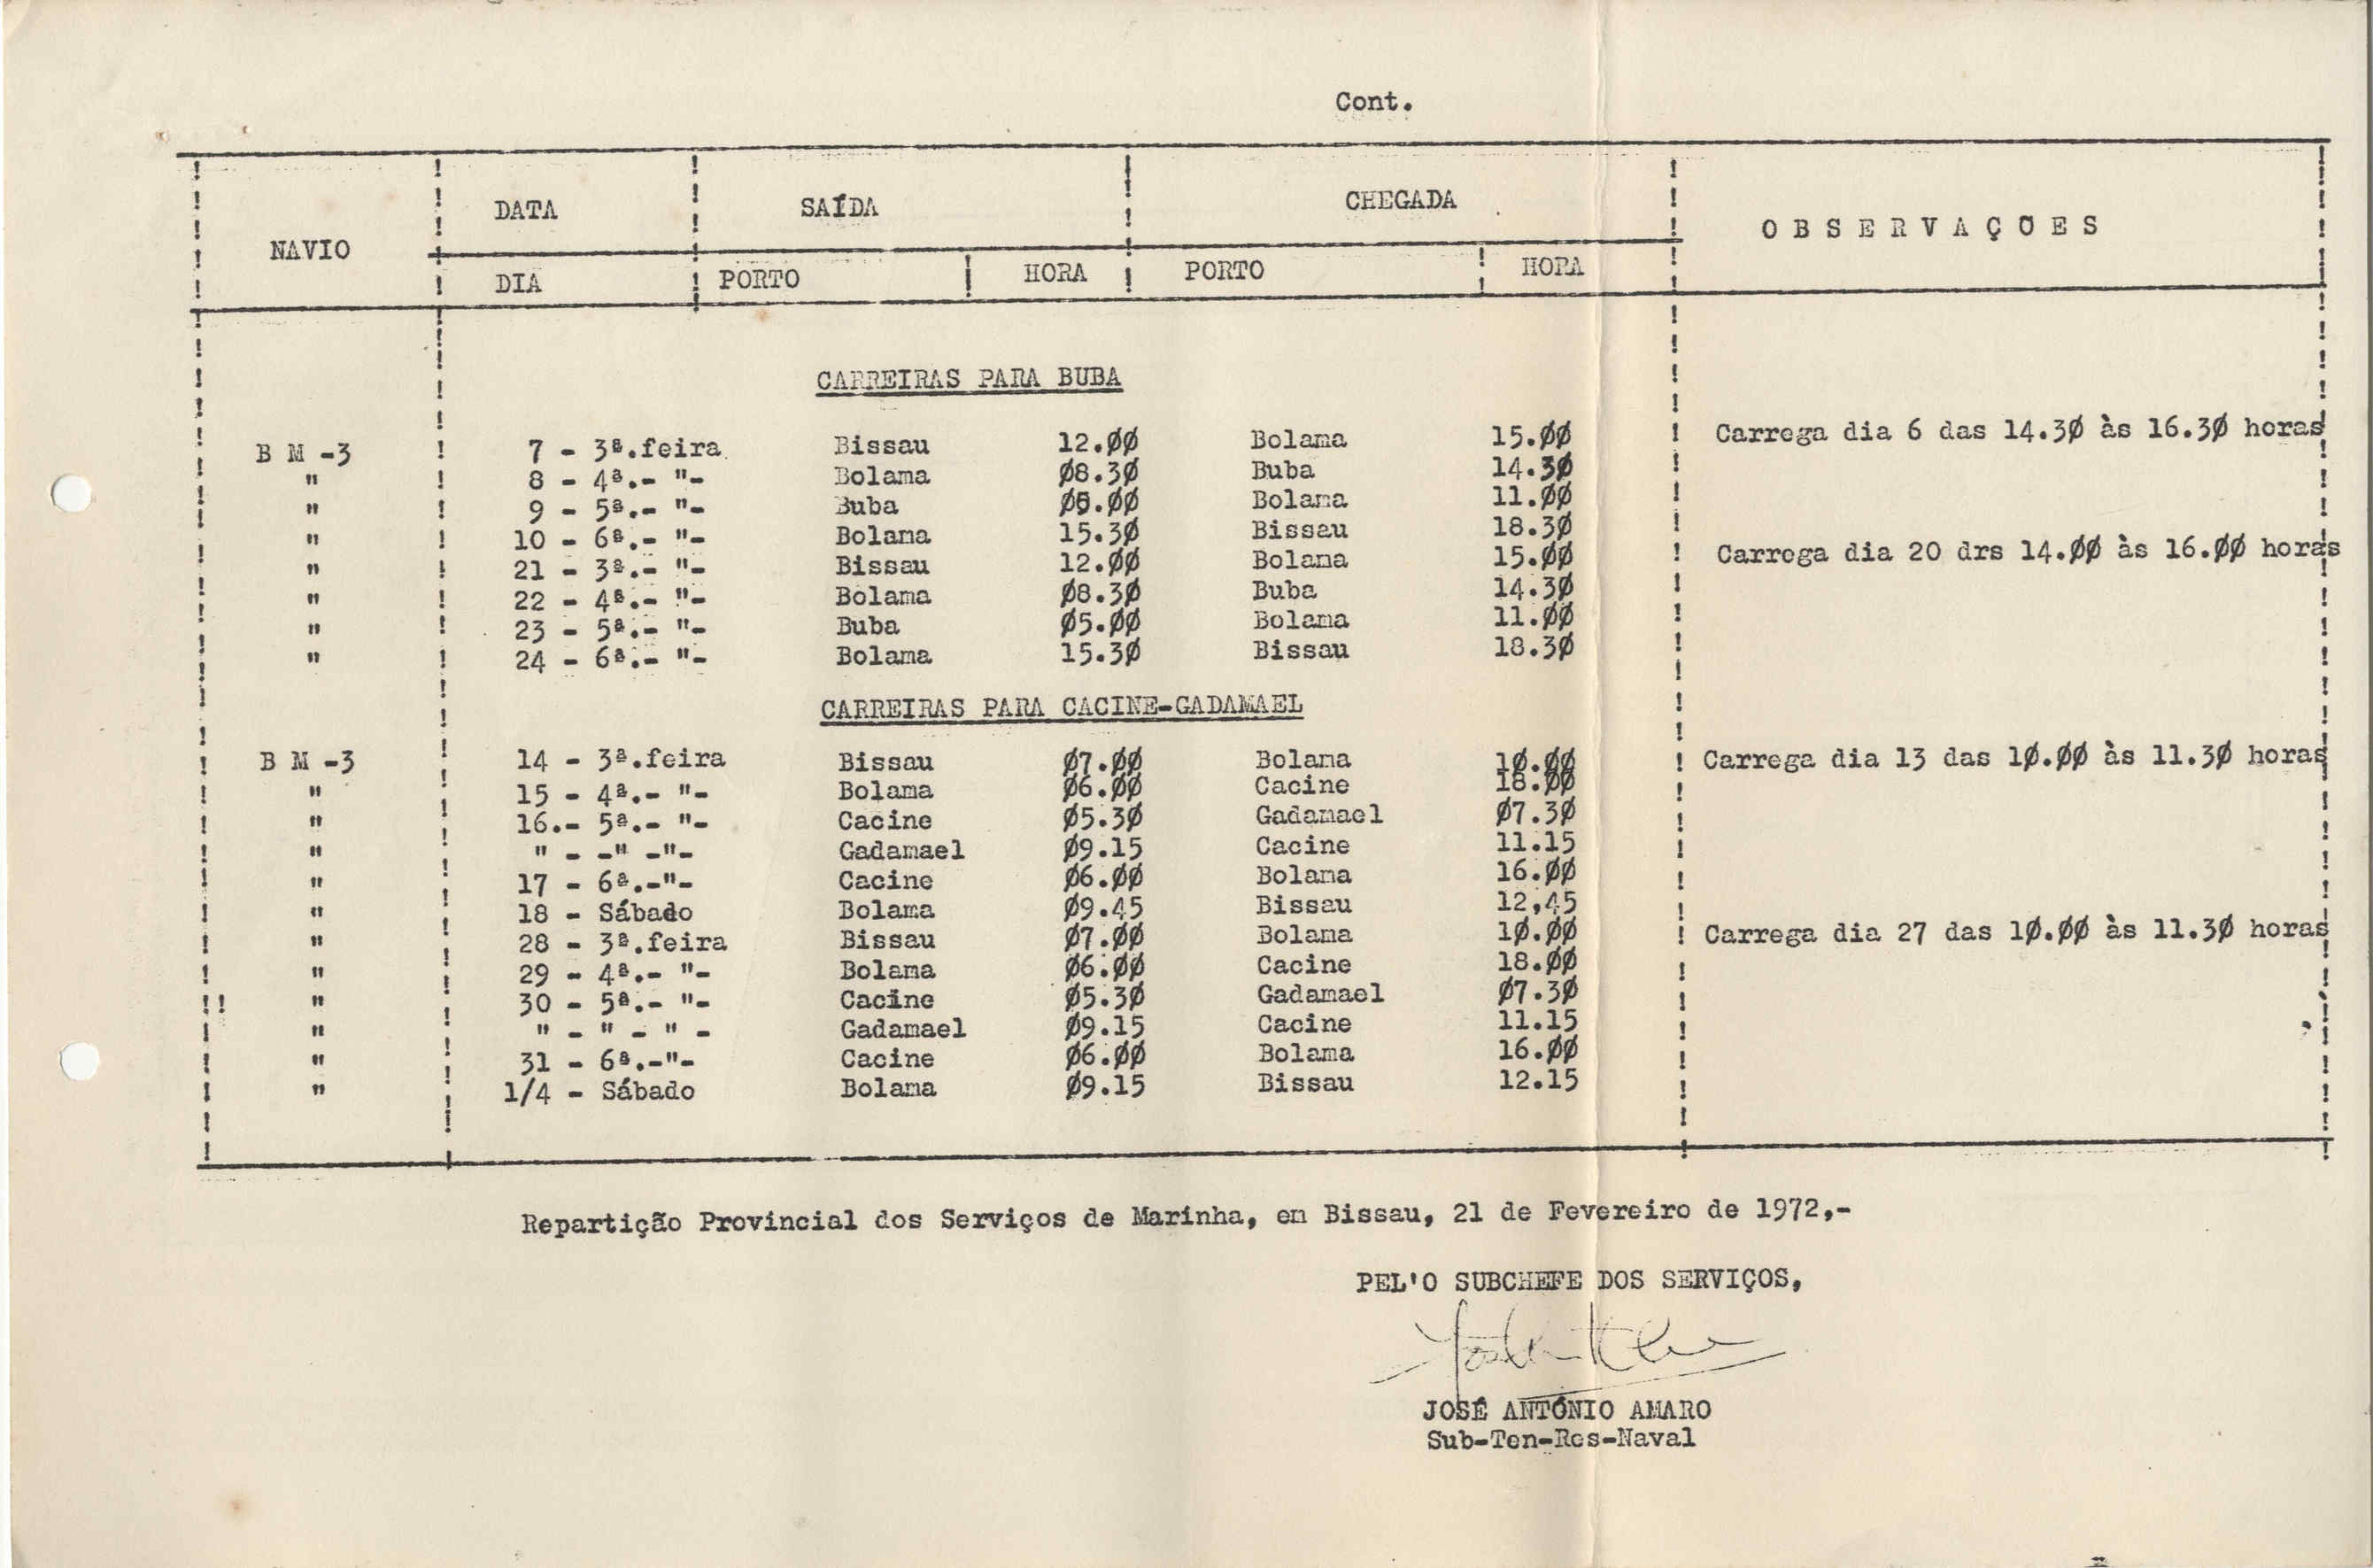 Cont.
NAVIO DATA SAÍDA CHEGADA OBSERVAÇÕES
DIA PORTO HORA PORTO HORA
CARREIRAS PARA BUBA
B M -3 7 - 3ª.feira Bissau 12.ØØ Bolama 15.ØØ Carrega dia 6 das 14.3Ø às 16.3Ø horas
" 8 - 4ª.- "- Bolama Ø8.3Ø Buba 14.3Ø
" 9 - 5ª.- "- Buba Ø5.ØØ Bolama 11.ØØ
" 10 - 6ª.- "- Bolama 15.3Ø Bissau 18.3Ø
" 21 - 3ª.- "- Bissau 12.ØØ Bolama 15.ØØ Carrega dia 20 drs 14.ØØ às 16.ØØ horas
" 22 - 4ª.- "- Bolama Ø8.3Ø Buba 14.3Ø
" 23 - 5ª.- "- Buba Ø5.ØØ Bolama 11.ØØ
" 24 - 6ª.- "- Bolama 15.3Ø Bissau 18.3Ø
CARREIRAS PARA CACINE-GADAMAEL
B M -3 14 - 3ª.feira Bissau Ø7.ØØ Bolama 1Ø.ØØ Carrega dia 13 das 1Ø.ØØ às 11.3Ø horas
" 15 - 4ª.- "- Bolama Ø6.ØØ Cacine 18.ØØ
" 16.- 5ª.- "- Cacine Ø5.3Ø Gadamael Ø7.3Ø
" " - -" -"- Gadamael Ø9.15 Cacine 11.15
" 17 - 6ª.-"- Cacine Ø6.ØØ Bolama 16.ØØ
" 18 - Sábado Bolama Ø9.45 Bissau 12,45
" 28 - 3ª.feira Bissau Ø7.ØØ Bolama 1Ø.ØØ Carrega dia 27 das 1Ø.ØØ às 11.3Ø horas
" 29 - 4ª.- "- Bolama Ø6.ØØ Cacine 18.ØØ
" 30 - 5ª.- "- Cacine Ø5.3Ø Gadamael Ø7.3Ø
" " - " - " - Gadamael Ø9.15 Cacine 11.15
" 31 - 6ª.-"- Cacine Ø6.ØØ Bolama 16.ØØ
" 1/4 - Sábado Bolama Ø9.15 Bissau 12.15
Repartição Provincial dos Serviços de Marinha, em Bissau, 21 de Fevereiro de 1972,-
PEL'O SUBCHEFE DOS SERVIÇOS,
JOSÉ ANTÓNIO AMARO
Sub-Ten-Res-Naval